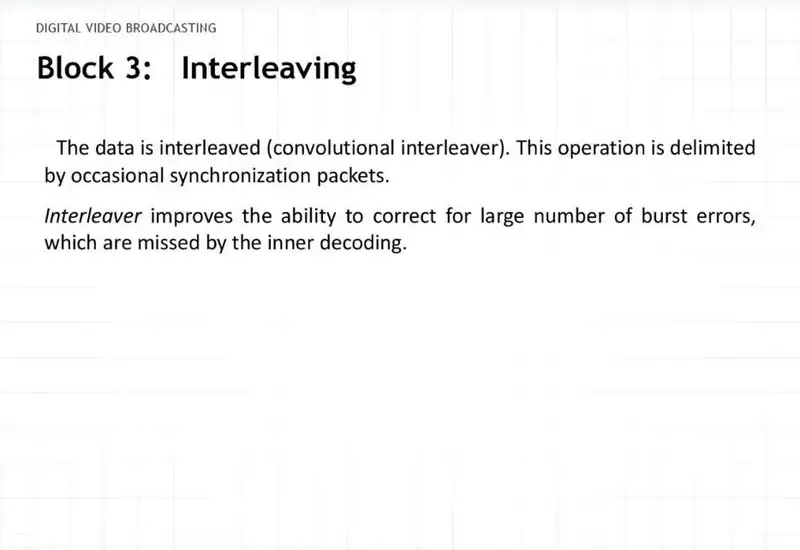 DIGITAL VIDEO BROADCASTING
Block 3: Interleaving
The data is interleaved (convolutional interleaver). This operation is delimited
by occasional synchronization packets.
Interleaver improves the ability to correct for large number of burst errors,
which are missed by the inner decoding.